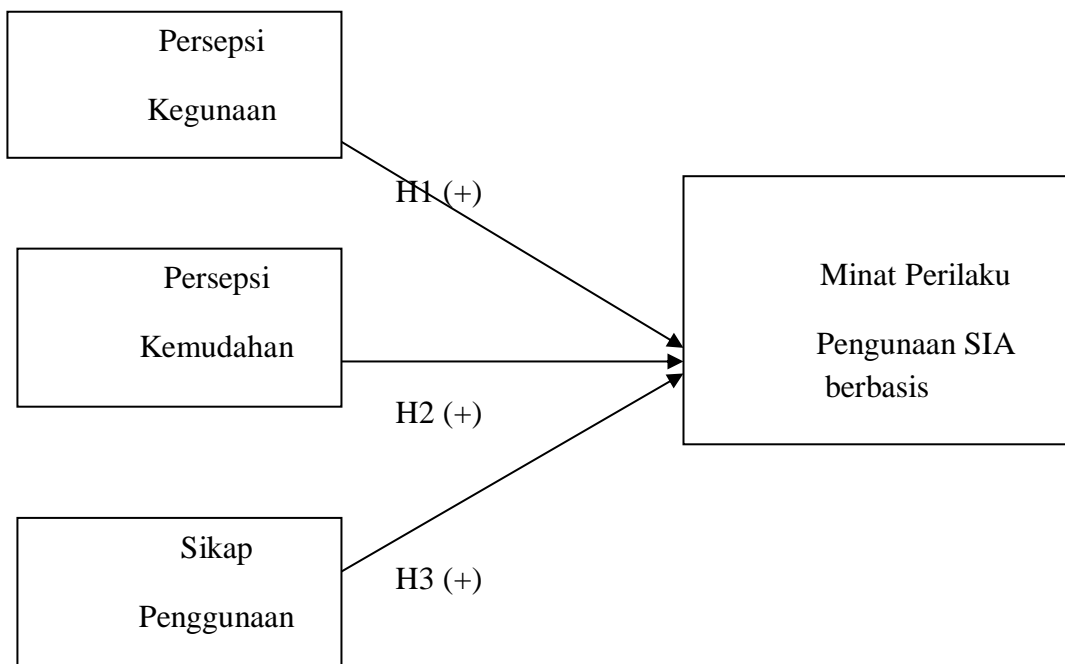 Persepsi
Kegunaan
H1 (+)
Persepsi
Kemudahan
H2 (+)
Sikap
Penggunaan
H3 (+)
Minat Perilaku
Pengunaan SIA
berbasis